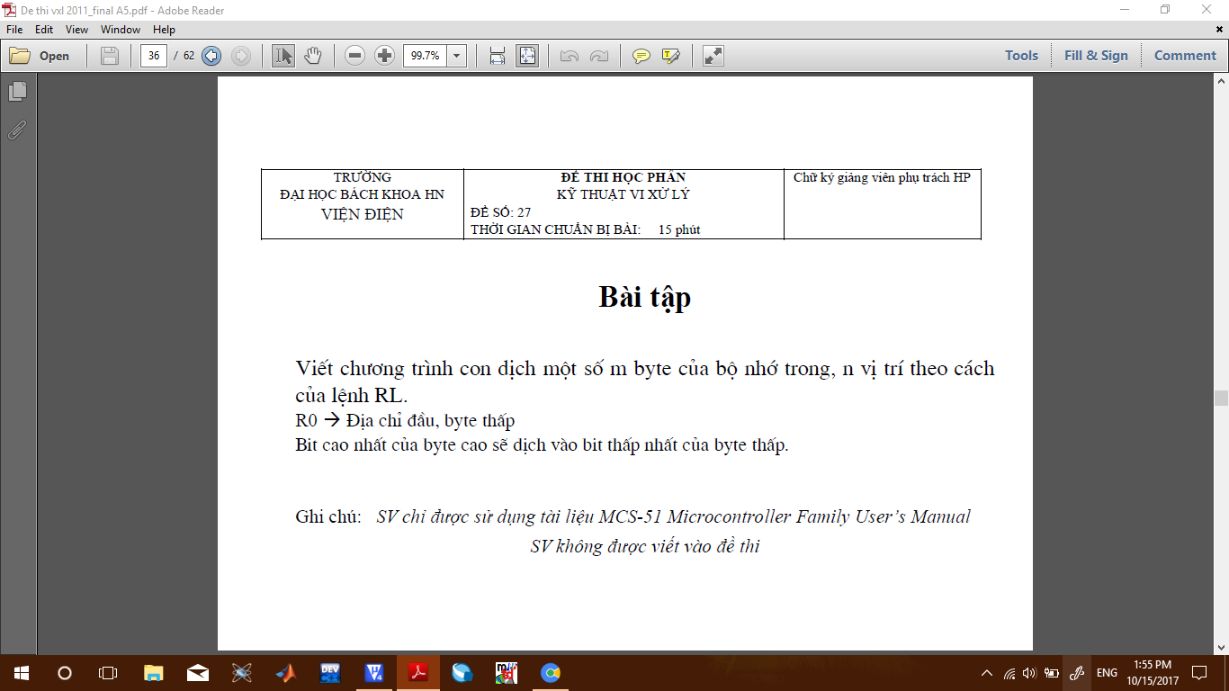 De thi vxl 2011_final A5.pdf - Adobe Reader
File Edit View Window Help
Open 36 / 62 99.7% Tools Fill & Sign Comment
TRƯỜNG
ĐẠI HỌC BÁCH KHOA HN
VIỆN ĐIỆN
ĐỀ THI HỌC PHẦN
KỸ THUẬT VI XỬ LÝ
ĐỀ SỐ: 27
THỜI GIAN CHUẨN BỊ BÀI: 15 phút
Chữ ký giảng viên phụ trách HP
Bài tập
Viết chương trình con dịch một số m byte của bộ nhớ trong, n vị trí theo cách
của lệnh RL.
R0 → Địa chỉ đầu, byte thấp
Bit cao nhất của byte cao sẽ dịch vào bit thấp nhất của byte thấp.
Ghi chú: SV chỉ được sử dụng tài liệu MCS-51 Microcontroller Family User's Manual
SV không được viết vào đề thi
DEV
ENG
1:55 PM
10/15/2017